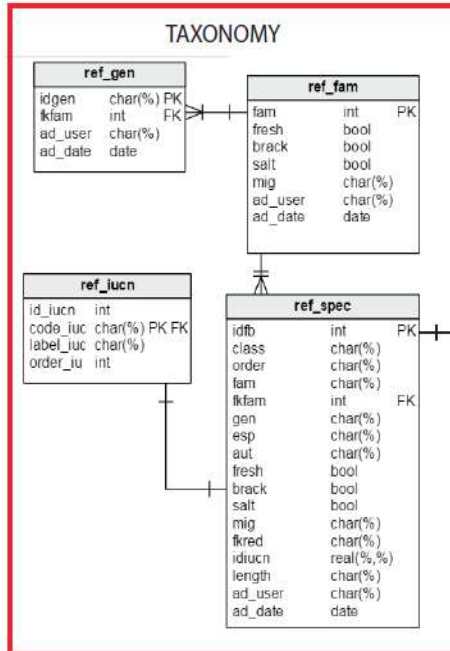 TAXONOMY
ref_gen
idgen char(%) PK
fkfam int FK
ad_user char(%)
ad_date date
ref_fam
fam int PK
fresh bool
brack bool
salt bool
mig char(%)
ad_user char(%)
ad_date date
ref_iucn
id_iucn int
code_iuc char(%) PK FK
label_iuc char(%)
order_iu int
ref_spec
idfb int PK
class char(%)
order char(%)
fam char(%)
fkfam int FK
gen char(%)
esp char(%)
aut char(%)
fresh bool
brack bool
salt bool
mig char(%)
fkred char(%)
idiucn real(%,%)
length char(%)
ad_user char(%)
ad_date date